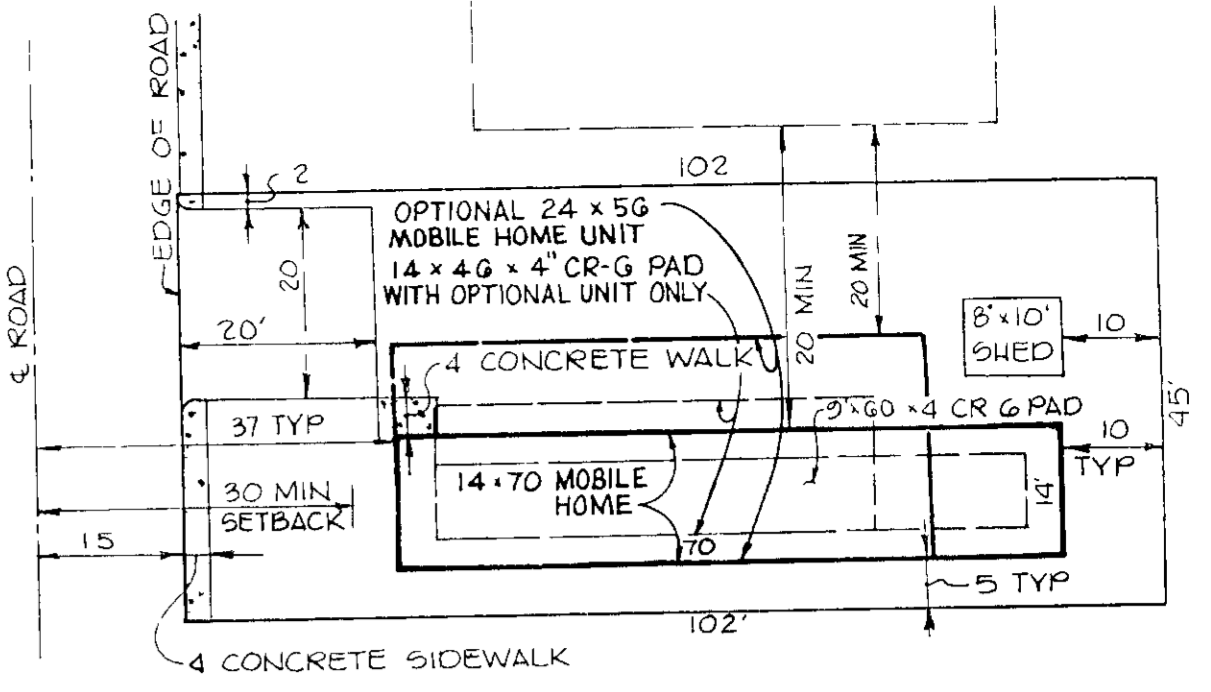 EDGE OF ROAD
℄ ROAD
2
102
OPTIONAL 24 x 56
MOBILE HOME UNIT
14 x 46 x 4" CR-G PAD
WITH OPTIONAL UNIT ONLY
20
20'
20 MIN
20 MIN
8'x10'
SHED
10
4 CONCRETE WALK
37 TYP
9'x60 x4 CR G PAD
45'
10
TYP
14 x 70 MOBILE
HOME
14'
30 MIN
SETBACK
15
70
5 TYP
102'
4 CONCRETE SIDEWALK